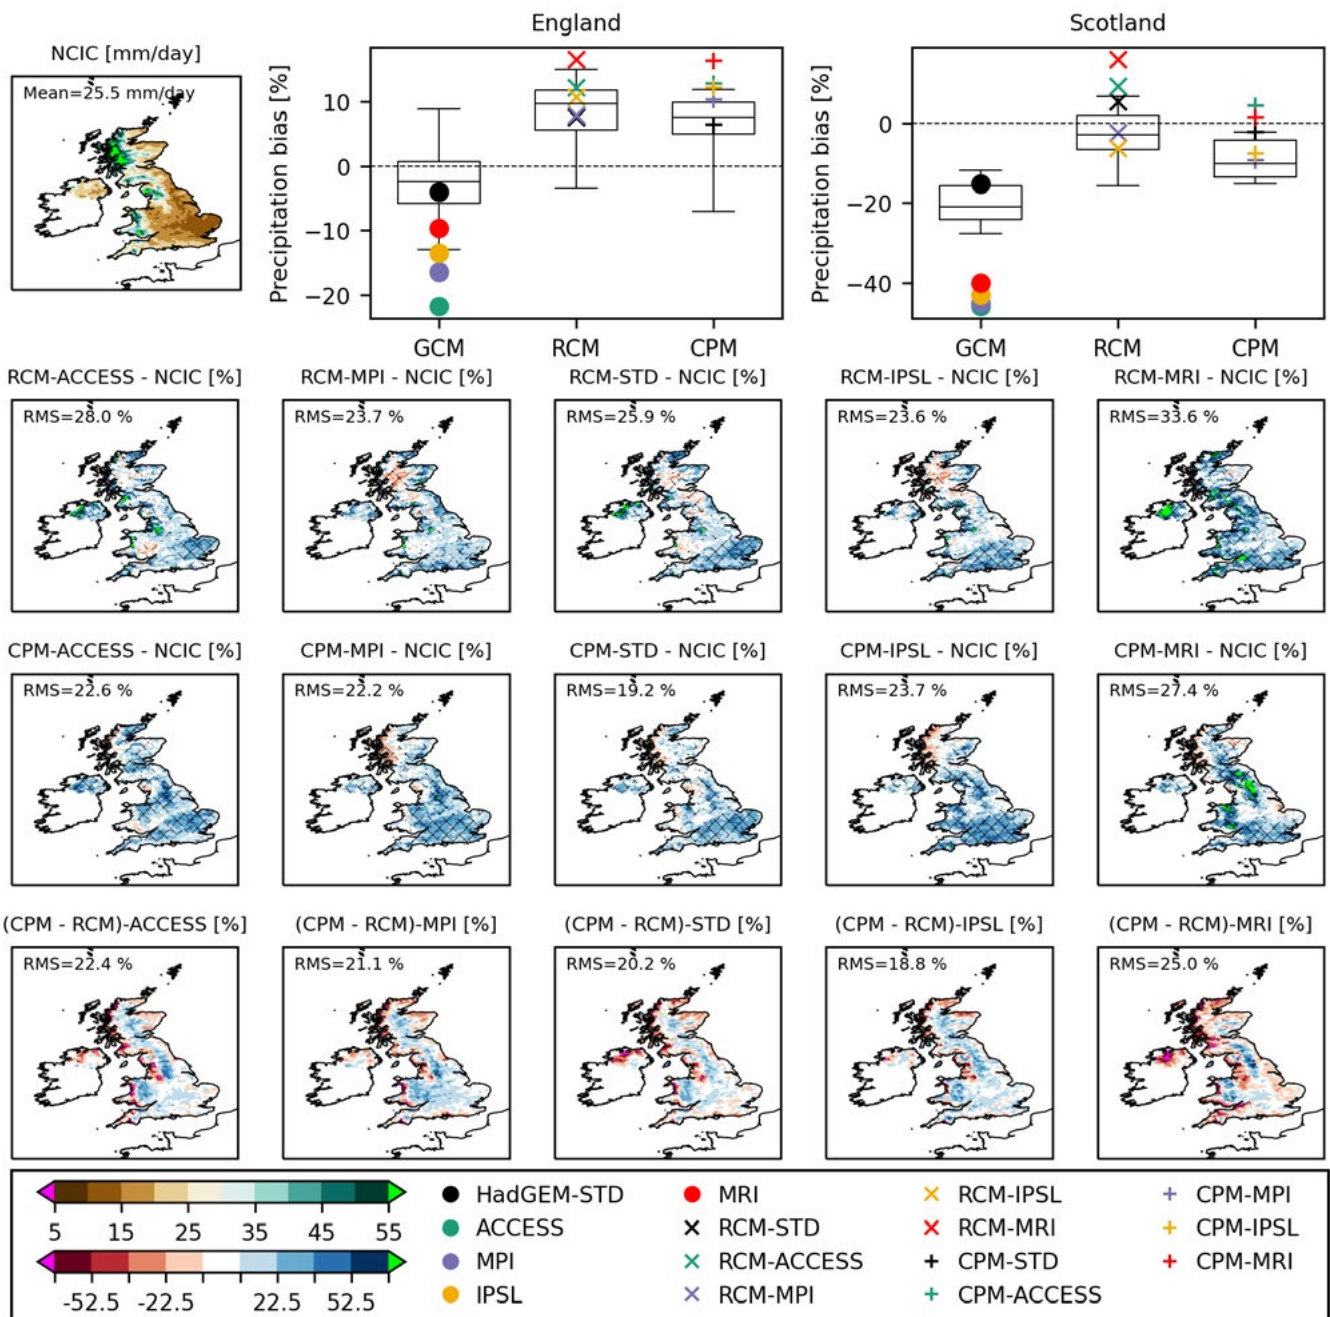 England
Scotland
NCIC [mm/day]
Mean=25.5 mm/day
Precipitation bias [%]
10
0
−10
−20
GCM RCM CPM
Precipitation bias [%]
0
−20
−40
GCM RCM CPM
RCM-ACCESS - NCIC [%] RCM-MPI - NCIC [%] RCM-STD - NCIC [%] RCM-IPSL - NCIC [%] RCM-MRI - NCIC [%]
RMS=28.0 % RMS=23.7 % RMS=25.9 % RMS=23.6 % RMS=33.6 %
CPM-ACCESS - NCIC [%] CPM-MPI - NCIC [%] CPM-STD - NCIC [%] CPM-IPSL - NCIC [%] CPM-MRI - NCIC [%]
RMS=22.6 % RMS=22.2 % RMS=19.2 % RMS=23.7 % RMS=27.4 %
(CPM - RCM)-ACCESS [%] (CPM - RCM)-MPI [%] (CPM - RCM)-STD [%] (CPM - RCM)-IPSL [%] (CPM - RCM)-MRI [%]
RMS=22.4 % RMS=21.1 % RMS=20.2 % RMS=18.8 % RMS=25.0 %
5 15 25 35 45 55
-52.5 -22.5 22.5 52.5
HadGEM-STD
ACCESS
MPI
IPSL
MRI
RCM-STD
RCM-ACCESS
RCM-MPI
RCM-IPSL
RCM-MRI
CPM-STD
CPM-ACCESS
CPM-MPI
CPM-IPSL
CPM-MRI